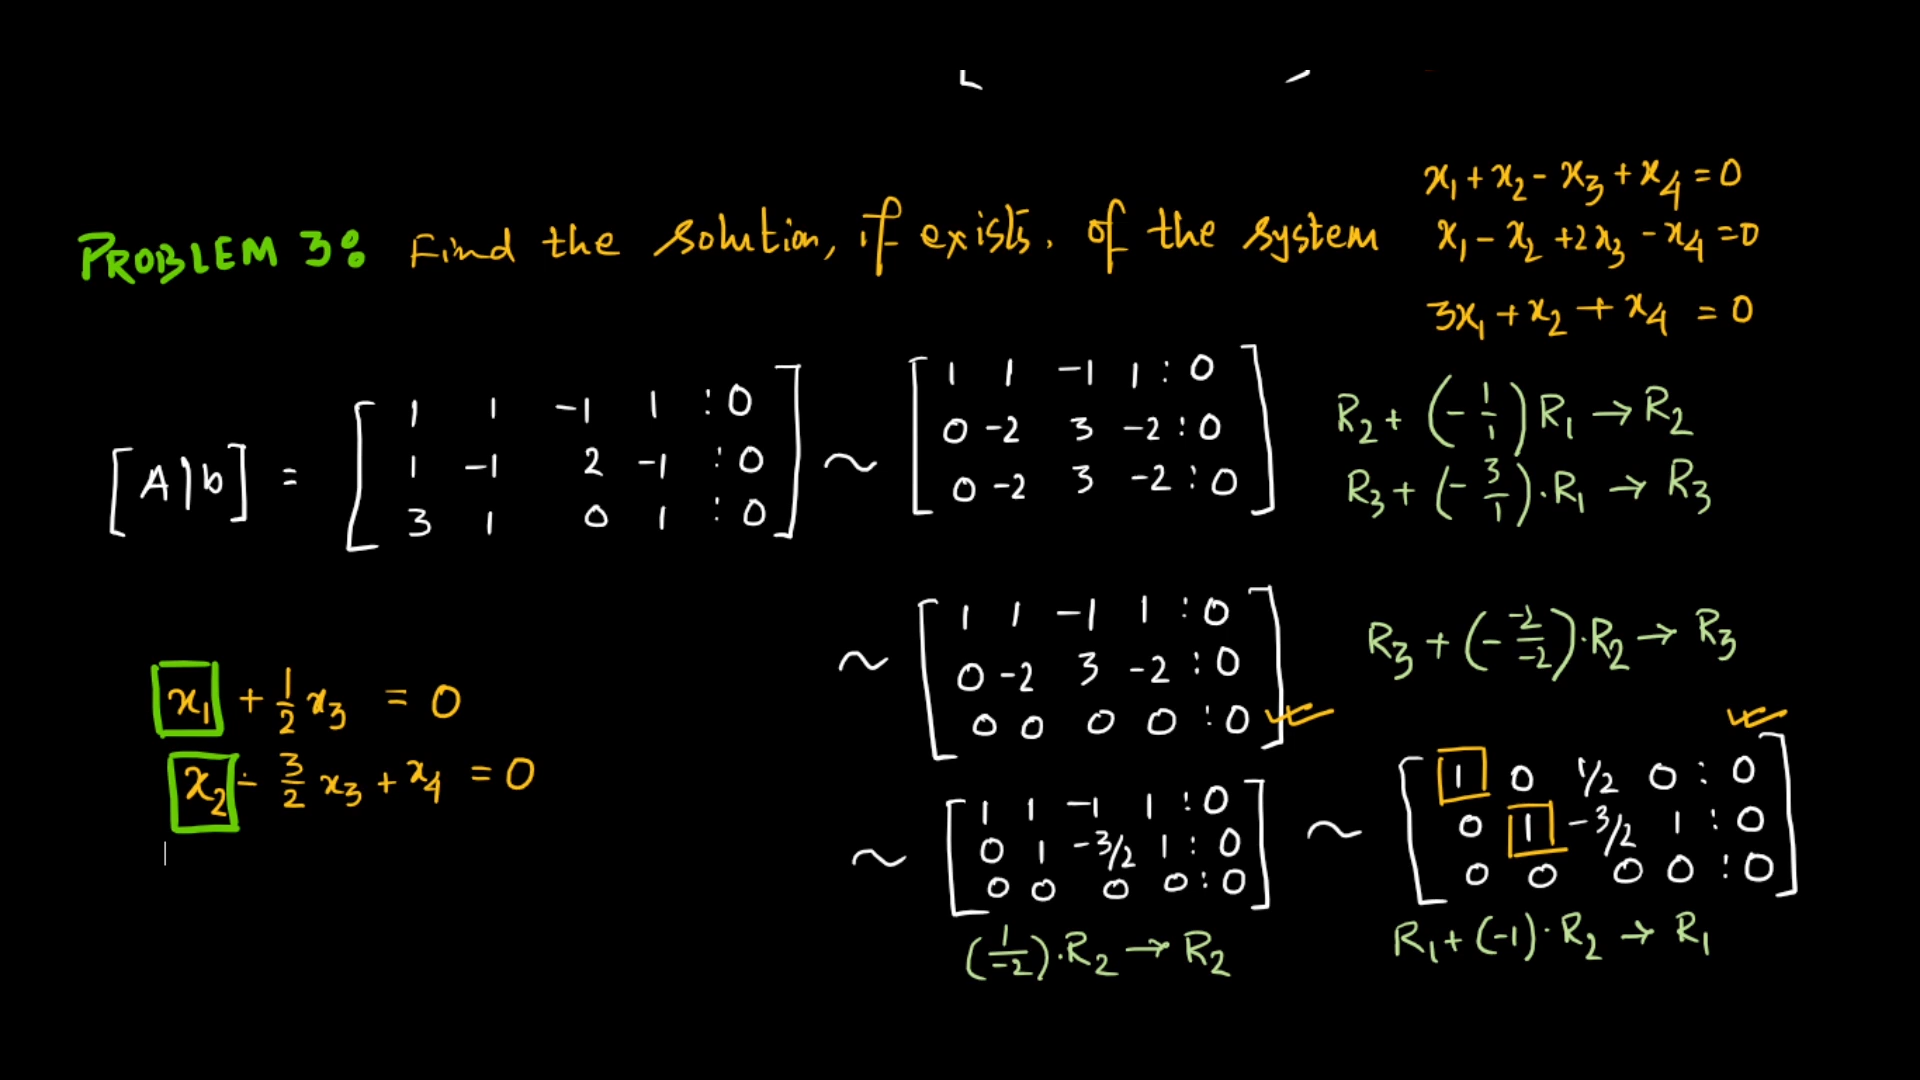 PROBLEM 3: Find the solution, if exists, of the system
x₁ + x₂ - x₃ + x₄ = 0
x₁ - x₂ + 2x₃ - x₄ = 0
3x₁ + x₂ + x₄ = 0
[A|b] = [1 1 -1 1 : 0
1 -1 2 -1 : 0
3 1 0 1 : 0]
~ [1 1 -1 1 : 0
0 -2 3 -2 : 0
0 -2 3 -2 : 0]
R₂ + (-1/1) R₁ → R₂
R₃ + (-3/1)·R₁ → R₃
~ [1 1 -1 1 : 0
0 -2 3 -2 : 0
0 0 0 0 : 0]
R₃ + (- -2/-2)·R₂ → R₃
x₁ + 1/2 x₃ = 0
x₂ - 3/2 x₃ + x₄ = 0
~ [1 1 -1 1 : 0
0 1 -3/2 1 : 0
0 0 0 0 : 0]
(1/-2)·R₂ → R₂
~ [1 0 1/2 0 : 0
0 1 -3/2 1 : 0
0 0 0 0 : 0]
R₁ + (-1)·R₂ → R₁